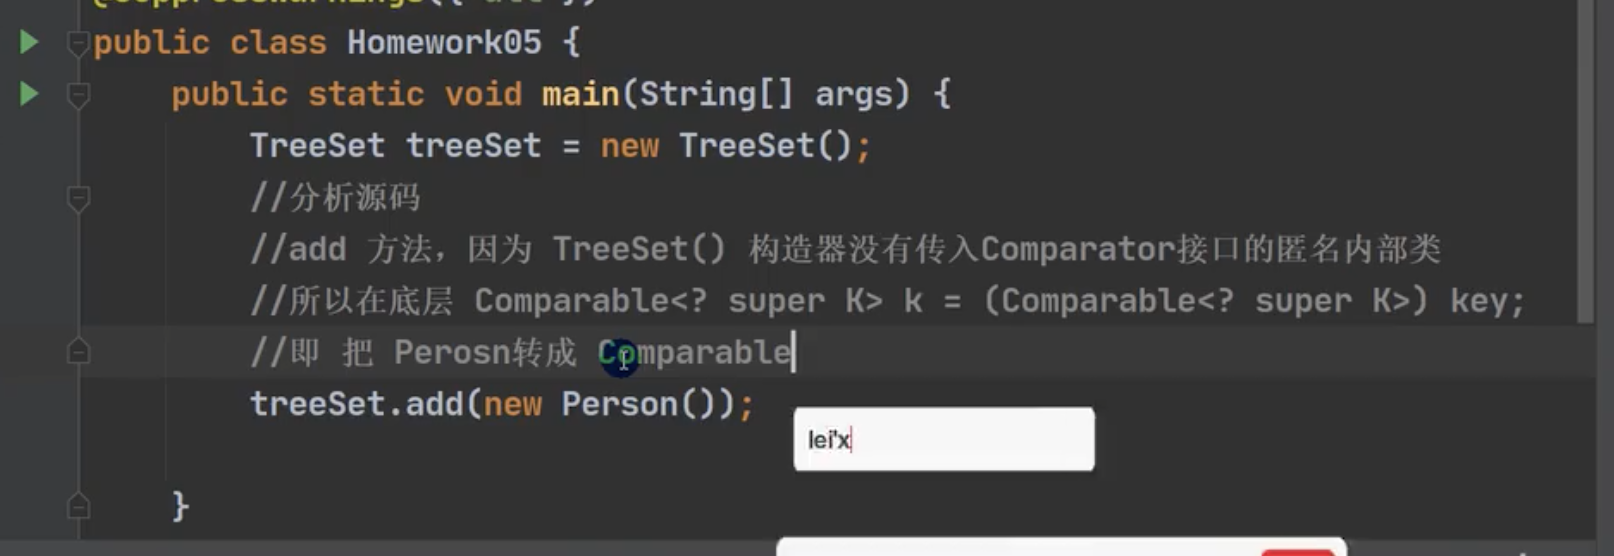 public class Homework05 {
public static void main(String[] args) {
TreeSet treeSet = new TreeSet();
//分析源码
//add 方法，因为 TreeSet() 构造器没有传入Comparator接口的匿名内部类
//所以在底层 Comparable<? super K> k = (Comparable<? super K>) key;
//即 把 Perosn转成 Comparable
treeSet.add(new Person());
lei'x
}